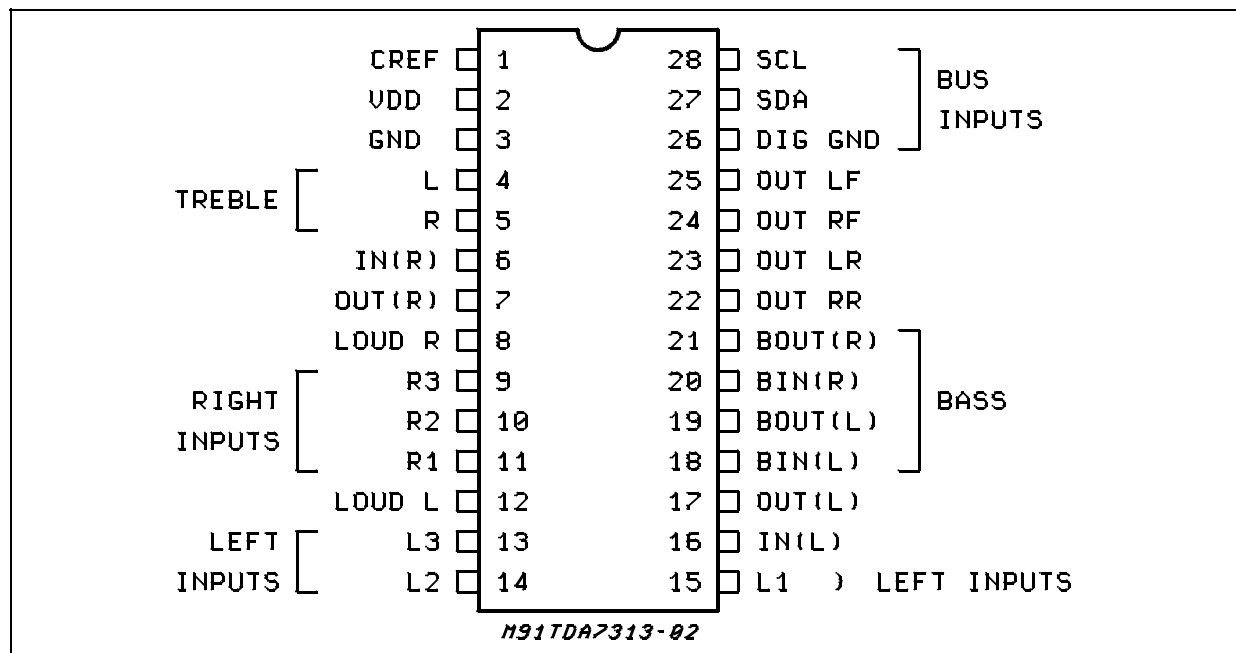 CREF 1 28 SCL
VDD 2 27 SDA
GND 3 26 DIG GND
BUS
INPUTS
L 4 25 OUT LF
R 5 24 OUT RF
TREBLE
IN(R) 6 23 OUT LR
OUT(R) 7 22 OUT RR
LOUD R 8 21 BOUT(R)
R3 9 20 BIN(R)
R2 10 19 BOUT(L)
R1 11 18 BIN(L)
RIGHT
INPUTS
BASS
LOUD L 12 17 OUT(L)
L3 13 16 IN(L)
L2 14 15 L1 ) LEFT INPUTS
LEFT
INPUTS
M91TDA7313-02